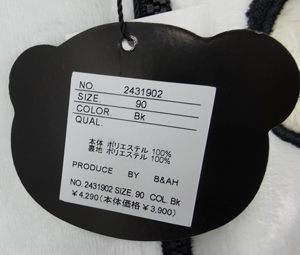 NO. 2431902
SIZE. 90
COLOR. Bk
QUAL.
本体 ポリエステル 100%
裏地 ポリエステル 100%
PRODUCE BY B&AH
NO. 2431902 SIZE. 90 COL. Bk
¥4,290(本体価格¥3,900)